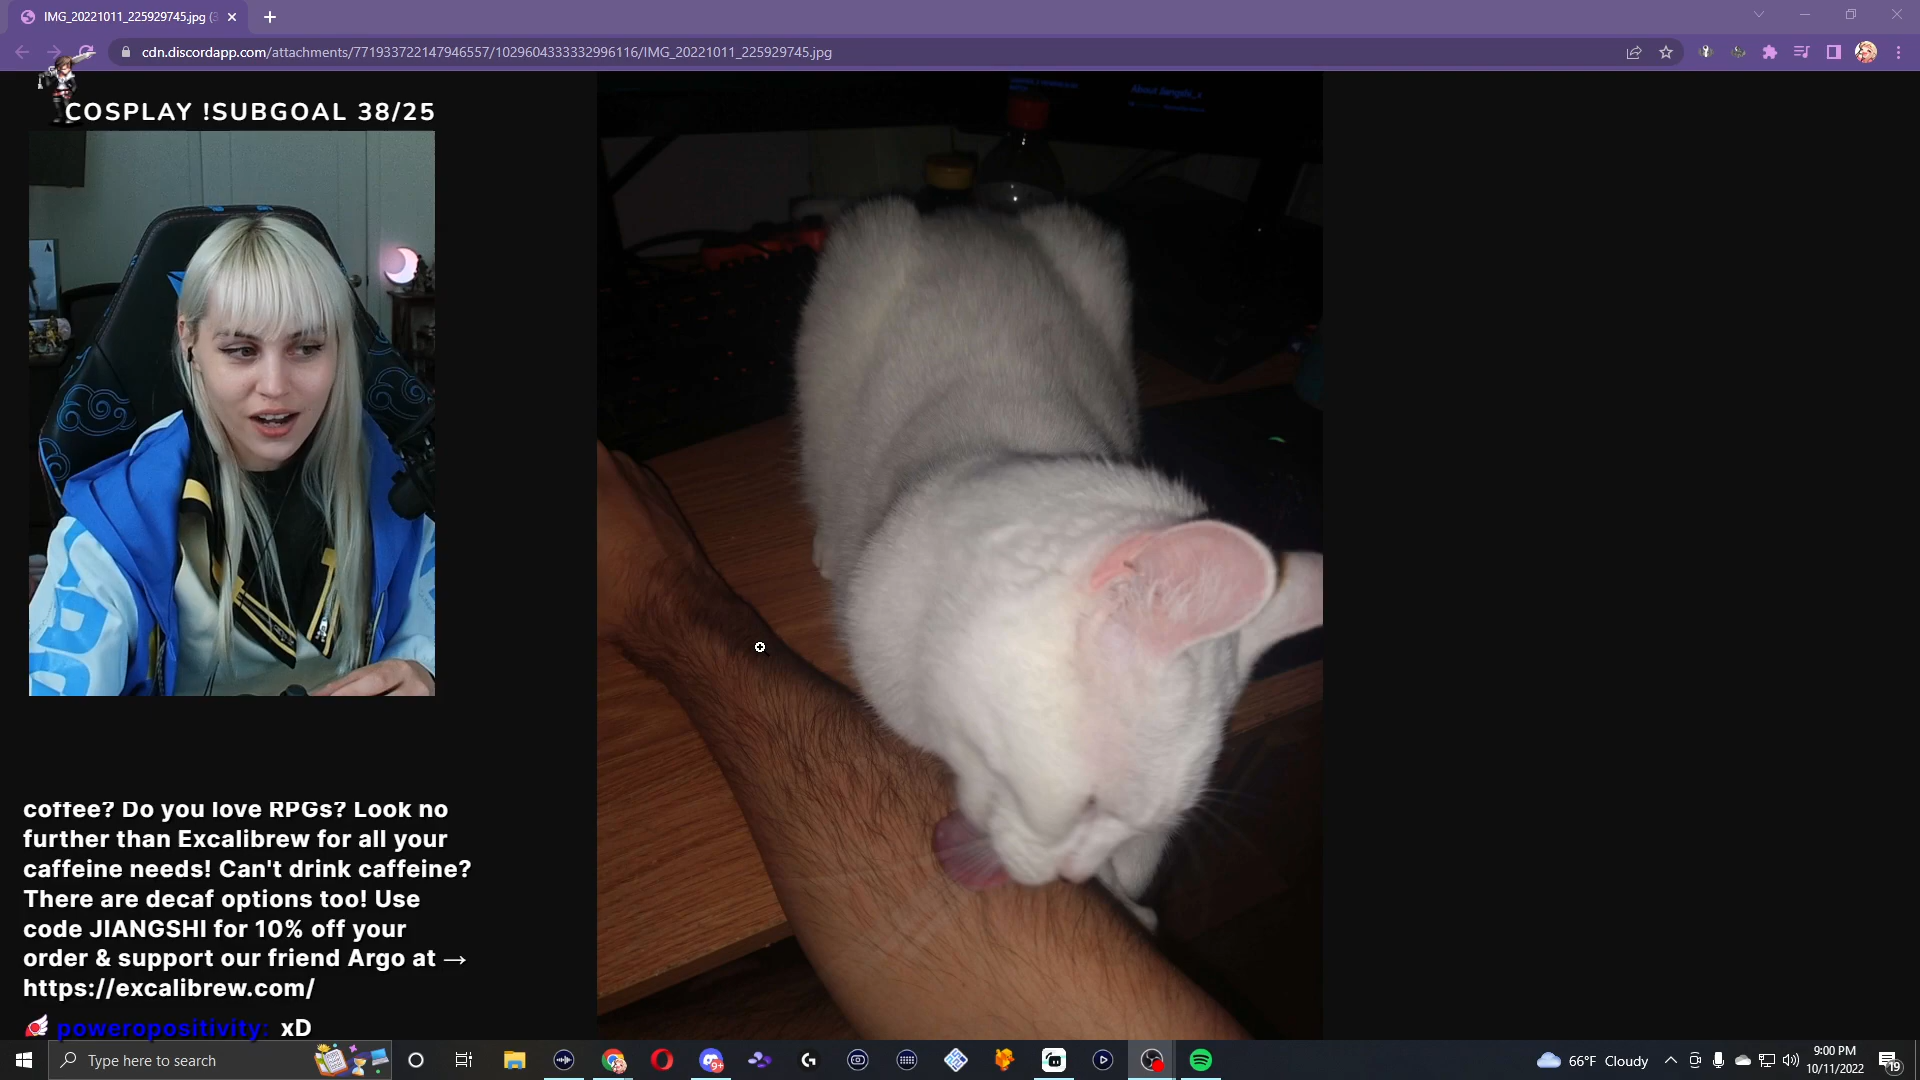 IMG_20221011_225929745.jpg (3
cdn.discordapp.com/attachments/771933722147946557/1029604333332996116/IMG_20221011_225929745.jpg
COSPLAY !SUBGOAL 38/25
coffee? Do you love RPGs? Look no
further than Excalibrew for all your
caffeine needs! Can't drink caffeine?
There are decaf options too! Use
code JIANGSHI for 10% off your
order & support our friend Argo at →
https://excalibrew.com/
poweropositivity: xD
Type here to search
9+
66°F Cloudy
9:00 PM
10/11/2022
19